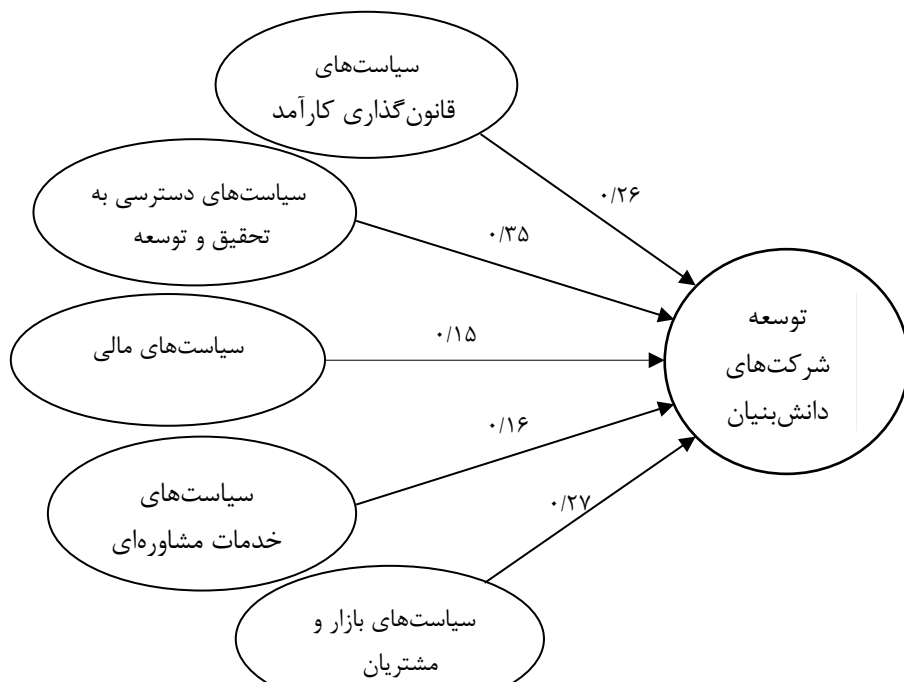 سیاست‌های
قانون‌گذاری کارآمد
۰/۲۶
سیاست‌های دسترسی به
تحقیق و توسعه
۰/۳۵
توسعه
شرکت‌های
دانش‌بنیان
سیاست‌های مالی
۰/۱۵
۰/۱۶
سیاست‌های
خدمات مشاوره‌ای
۰/۲۷
سیاست‌های بازار و
مشتریان